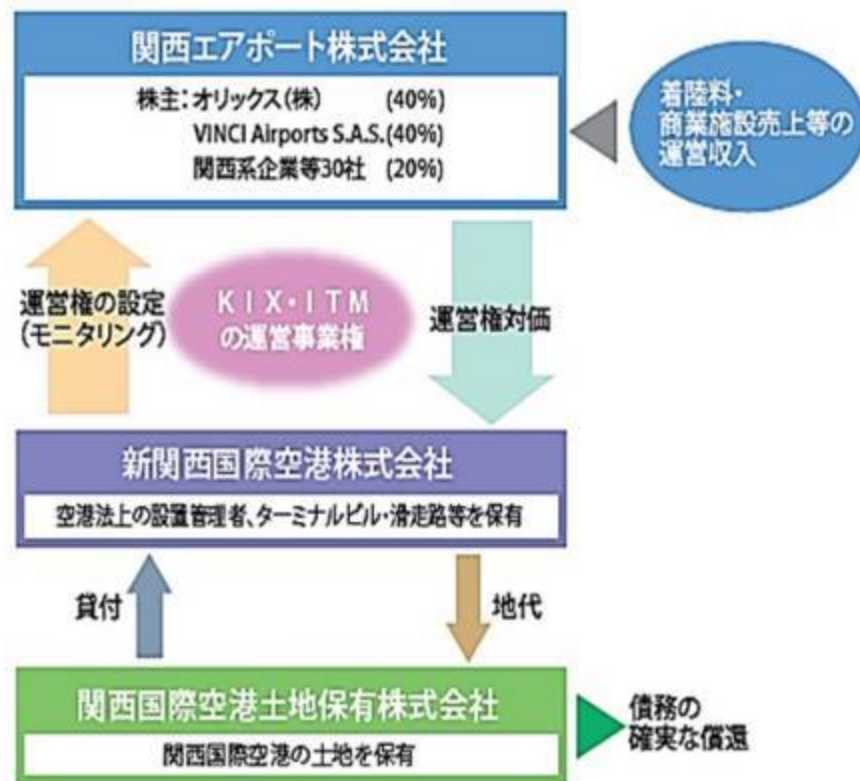 関西エアポート株式会社
株主：オリックス（株） (40%)
VINCI Airports S.A.S.(40%)
関西系企業等30社 (20%)
着陸料・
商業施設売上等の
運営収入
運営権の設定
（モニタリング）
KIX・ITM
の運営事業権
運営権対価
新関西国際空港株式会社
空港法上の設置管理者、ターミナルビル・滑走路等を保有
貸付
地代
関西国際空港土地保有株式会社
関西国際空港の土地を保有
債務の
確実な償還